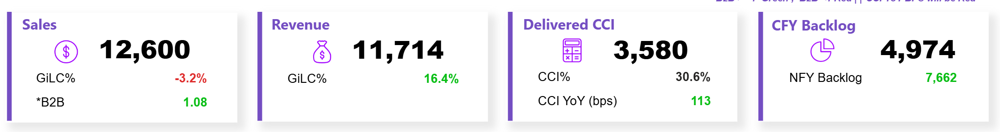 Sales
12,600
GiLC% -3.2%
*B2B 1.08
Revenue
11,714
GiLC% 16.4%
Delivered CCI
3,580
CCI% 30.6%
CCI YoY (bps) 113
CFY Backlog
4,974
NFY Backlog 7,662